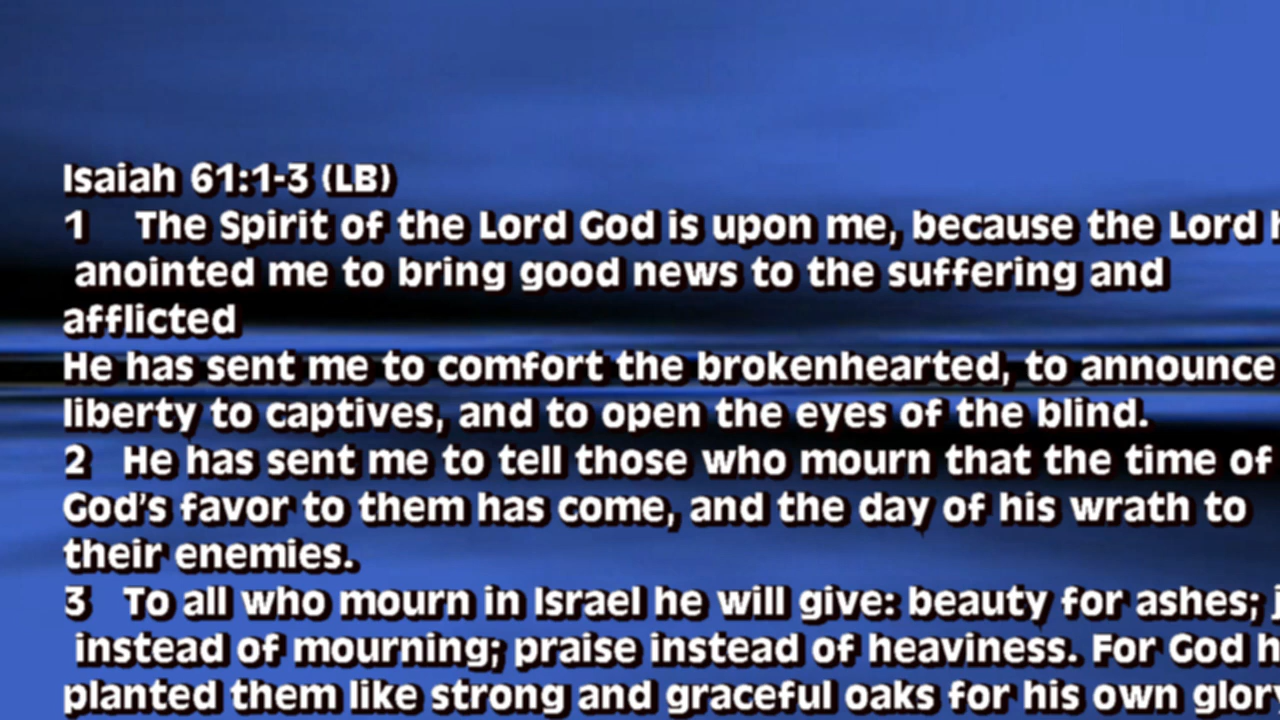 Isaiah 61:1-3 (LB)
1 The Spirit of the Lord God is upon me, because the Lord
anointed me to bring good news to the suffering and
afflicted
He has sent me to comfort the brokenhearted, to announce
liberty to captives, and to open the eyes of the blind.
2 He has sent me to tell those who mourn that the time of
God's favor to them has come, and the day of his wrath to
their enemies.
3 To all who mourn in Israel he will give: beauty for ashes;
instead of mourning; praise instead of heaviness. For God
planted them like strong and graceful oaks for his own glory